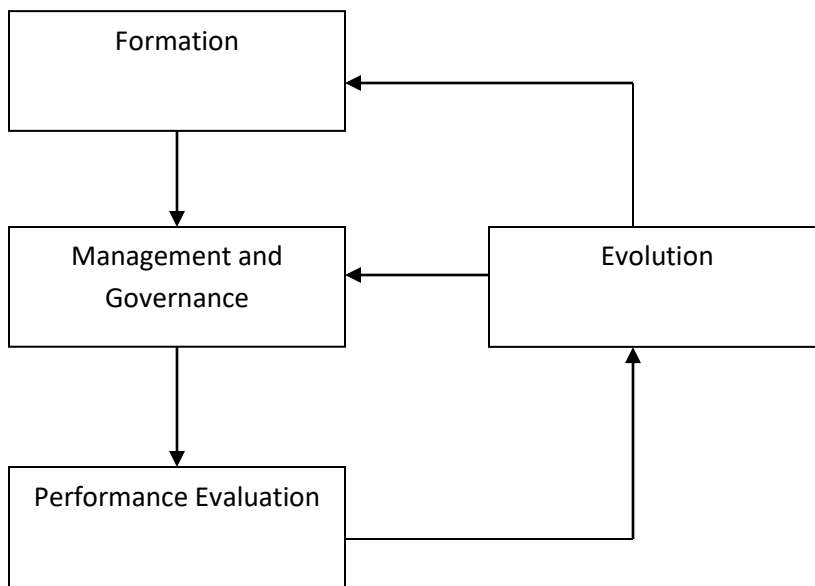 Formation
Management and
Governance
Evolution
Performance Evaluation